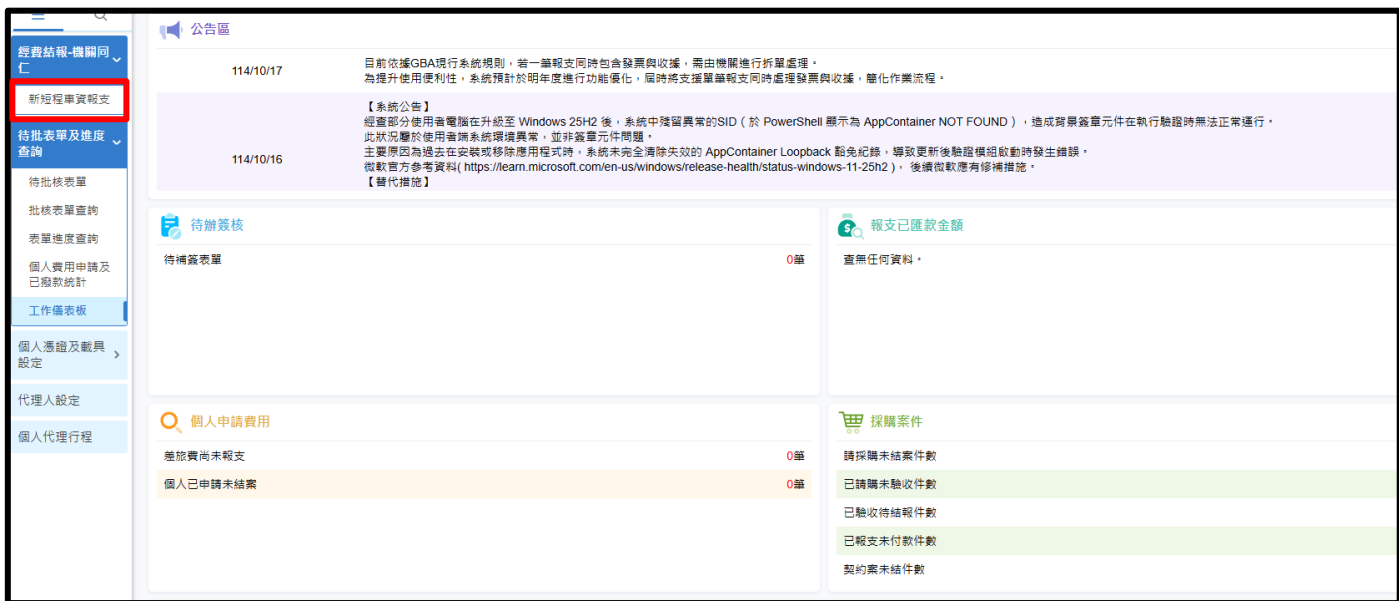 經費結報-機關同
仁
新短程車資報支
待批表單及進度
查詢
待批核表單
批核表單查詢
表單進度查詢
個人費用申請及
已撥款統計
工作儀表板
個人憑證及載具
設定
代理人設定
個人代理行程
公告區
114/10/17
目前依據GBA現行系統規則，若一筆報支同時包含發票與收據，需由機關進行拆單處理。
為提升使用便利性，系統預計於明年度進行功能優化，屆時將支援單筆報支同時處理發票與收據，簡化作業流程。
114/10/16
【系統公告】
經查部分使用者電腦在升級至 Windows 25H2 後，系統中殘留異常的SID（於 PowerShell 顯示為 AppContainer NOT FOUND），造成背景簽章元件在執行驗證時無法正常運行。
此狀況屬於使用者端系統環境異常，並非簽章元件問題。
主要原因為過去在安裝或移除應用程式時，系統未完全清除失效的 AppContainer Loopback 豁免紀錄，導致更新後驗證模組啟動時發生錯誤。
微軟官方參考資料( https://learn.microsoft.com/en-us/windows/release-health/status-windows-11-25h2 )， 後續微軟應有修補措施。
【替代措施】
待辦簽核
待補簽表單 0筆
報支已匯款金額
查無任何資料。
個人申請費用
差旅費尚未報支 0筆
個人已申請未結案 0筆
採購案件
請採購未結案件數
已請購未驗收件數
已驗收待結報件數
已報支未付款件數
契約案未結件數